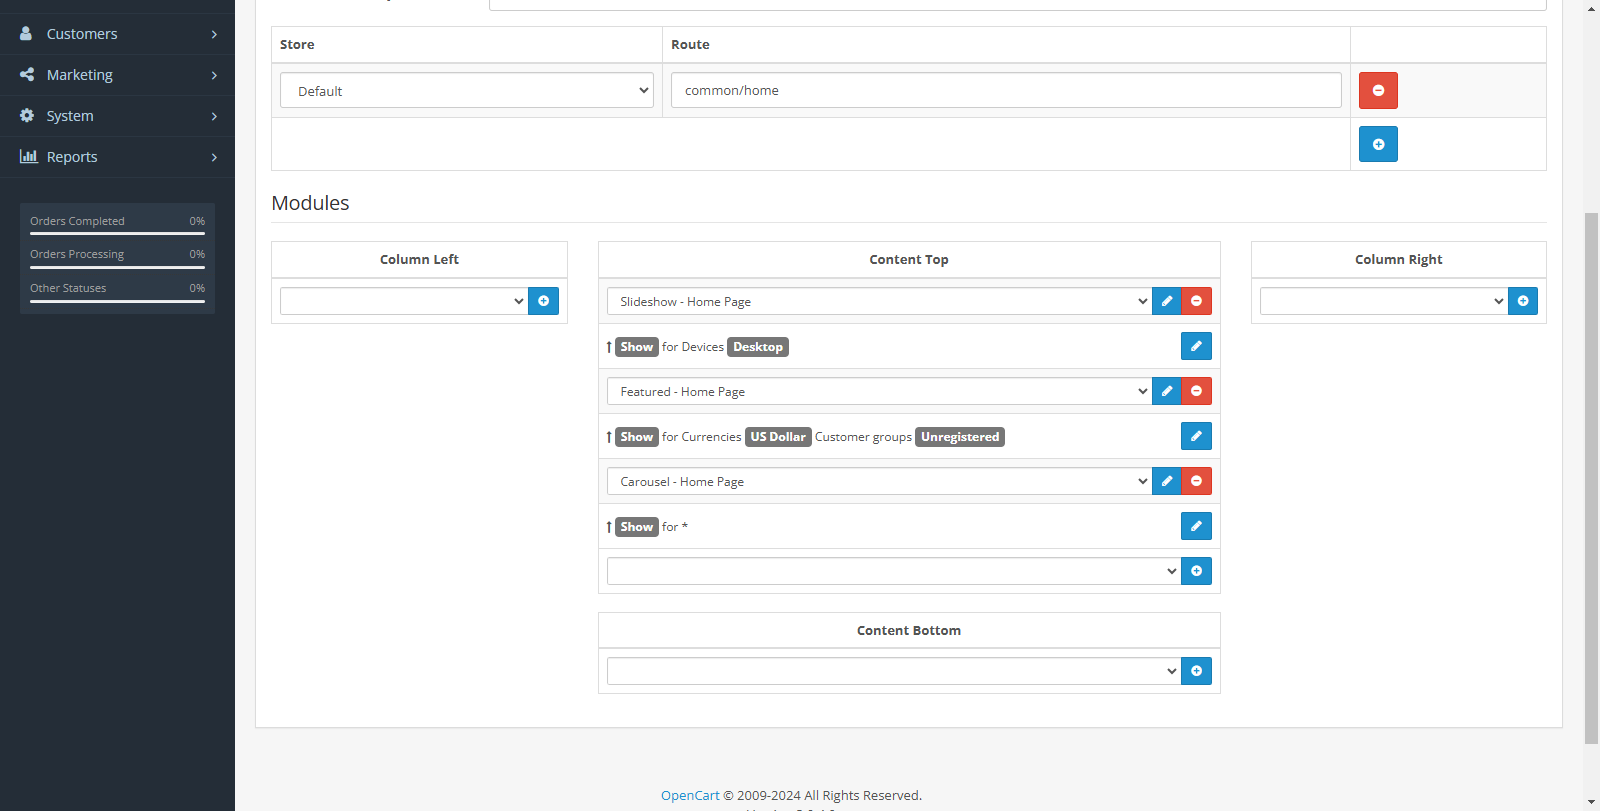 Customers
Marketing
System
Reports
Orders Completed 0%
Orders Processing 0%
Other Statuses 0%
Store Route
Default common/home
Modules
Column Left
Content Top
Slideshow - Home Page
Show for Devices Desktop
Featured - Home Page
Show for Currencies US Dollar Customer groups Unregistered
Carousel - Home Page
Show for *
Content Bottom
Column Right
OpenCart © 2009-2024 All Rights Reserved.